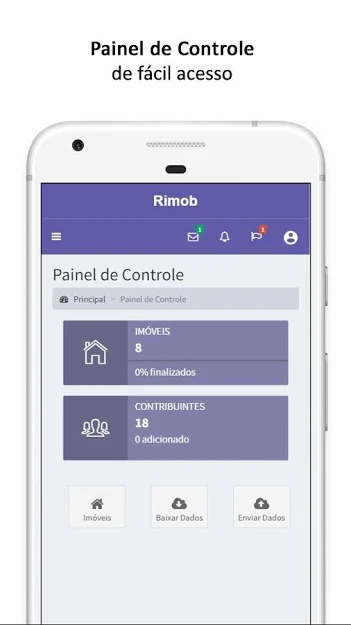 Painel de Controle
de fácil acesso
Rimob
1
1
Painel de Controle
Principal > Painel de Controle
IMÓVEIS
8
0% finalizados
CONTRIBUINTES
18
0 adicionado
Imóveis
Baixar Dados
Enviar Dados